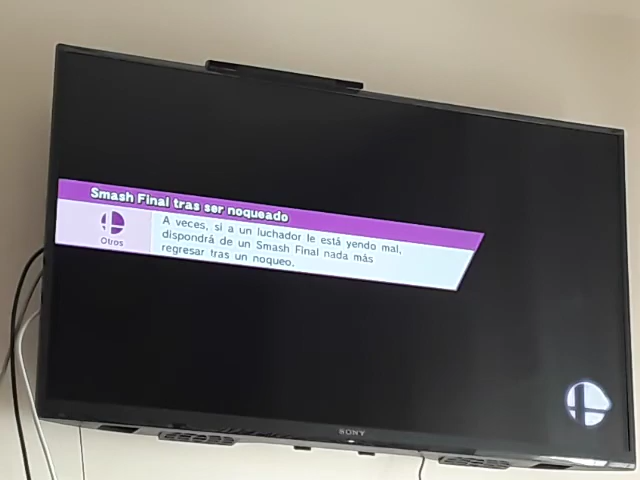 Smash Final tras ser noqueado
Otros
A veces, si a un luchador le está yendo mal,
dispondrá de un Smash Final nada más
regresar tras un noqueo.
SONY